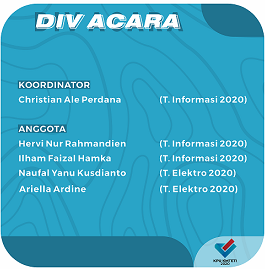 DIV ACARA
KOORDINATOR
Christian Ale Perdana (T. Informasi 2020)
ANGGOTA
Hervi Nur Rahmandien (T. Informasi 2020)
Ilham Faizal Hamka (T. Informasi 2020)
Naufal Yanu Kusdianto (T. Elektro 2020)
Ariella Ardine (T. Elektro 2020)
2020